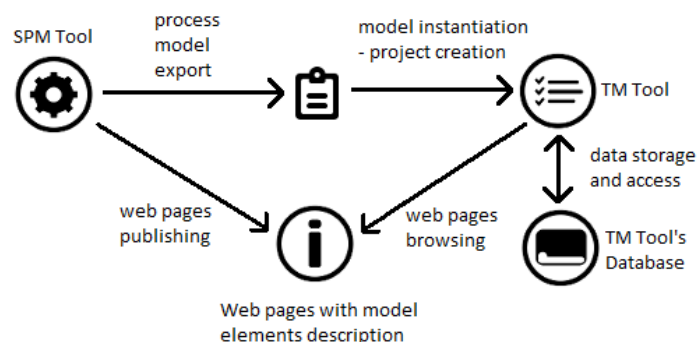 SPM Tool
process
model
export
model instantiation
- project creation
TM Tool
data storage
and access
web pages
publishing
web pages
browsing
TM Tool's
Database
Web pages with model
elements description